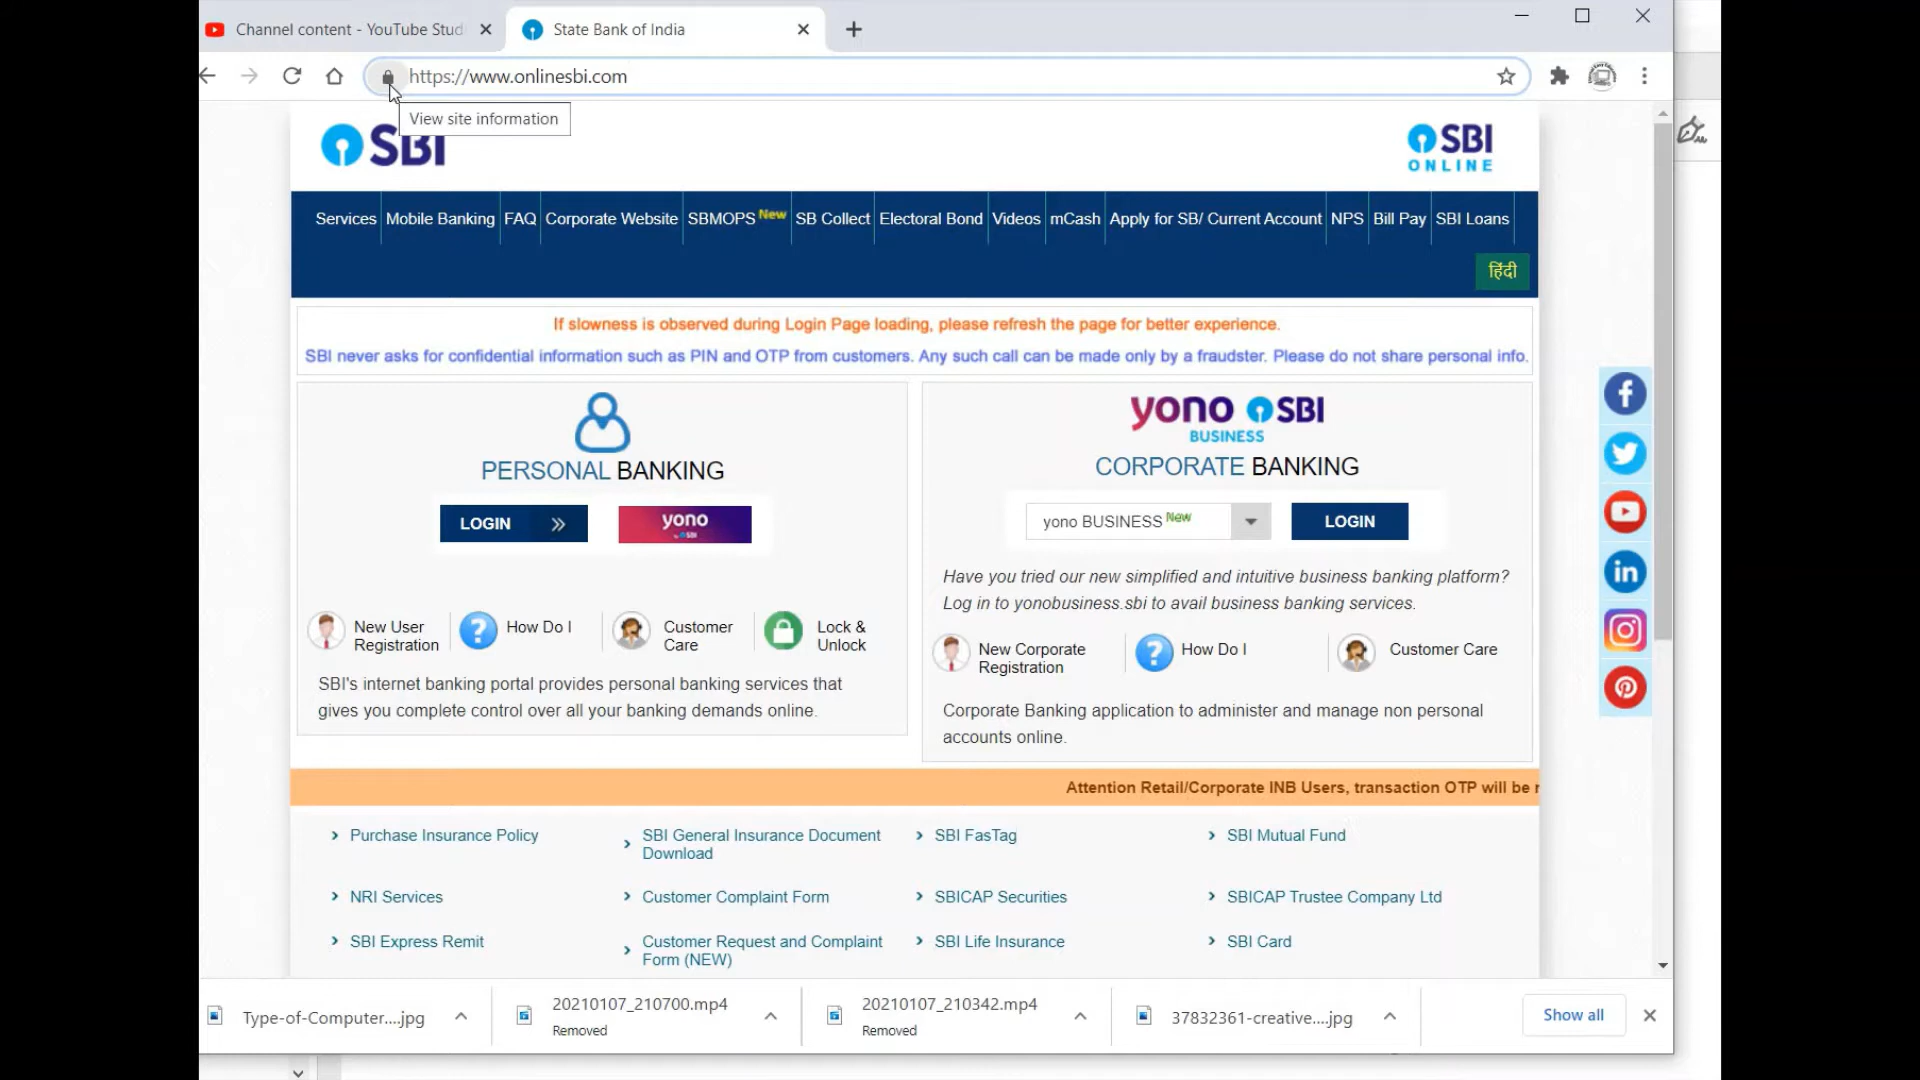 Channel content - YouTube Stud
State Bank of India
https://www.onlinesbi.com
View site information
SBI
SBI
ONLINE
Services Mobile Banking FAQ Corporate Website SBMOPS New SB Collect Electoral Bond Videos mCash Apply for SB/ Current Account NPS Bill Pay SBI Loans
हिंदी
If slowness is observed during Login Page loading, please refresh the page for better experience.
SBI never asks for confidential information such as PIN and OTP from customers. Any such call can be made only by a fraudster. Please do not share personal info.
PERSONAL BANKING
LOGIN
yono
by SBI
New User
Registration
How Do I
Customer
Care
Lock &
Unlock
SBI's internet banking portal provides personal banking services that
gives you complete control over all your banking demands online.
yono SBI
BUSINESS
CORPORATE BANKING
yono BUSINESS New
LOGIN
Have you tried our new simplified and intuitive business banking platform?
Log in to yonobusiness.sbi to avail business banking services.
New Corporate
Registration
How Do I
Customer Care
Corporate Banking application to administer and manage non personal
accounts online.
Attention Retail/Corporate INB Users, transaction OTP will be r
Purchase Insurance Policy
SBI General Insurance Document
Download
SBI FasTag
SBI Mutual Fund
NRI Services
Customer Complaint Form
SBICAP Securities
SBICAP Trustee Company Ltd
SBI Express Remit
Customer Request and Complaint
Form (NEW)
SBI Life Insurance
SBI Card
Type-of-Computer....jpg
20210107_210700.mp4
Removed
20210107_210342.mp4
Removed
37832361-creative....jpg
Show all